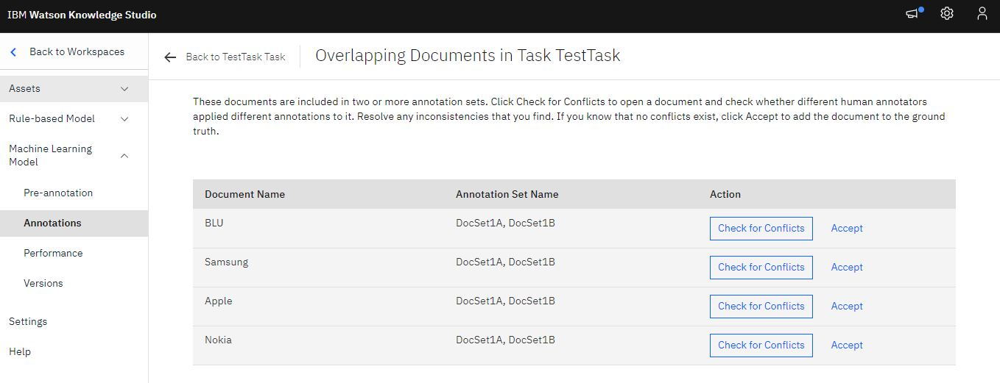 IBM Watson Knowledge Studio
Back to Workspaces
Back to TestTask Task
Overlapping Documents in Task TestTask
Assets
Rule-based Model
Machine Learning
Model
Pre-annotation
Annotations
Performance
Versions
Settings
Help
These documents are included in two or more annotation sets. Click Check for Conflicts to open a document and check whether different human annotators
applied different annotations to it. Resolve any inconsistencies that you find. If you know that no conflicts exist, click Accept to add the document to the ground
truth.
Document Name Annotation Set Name Action
BLU DocSet1A, DocSet1B Check for Conflicts Accept
Samsung DocSet1A, DocSet1B Check for Conflicts Accept
Apple DocSet1A, DocSet1B Check for Conflicts Accept
Nokia DocSet1A, DocSet1B Check for Conflicts Accept